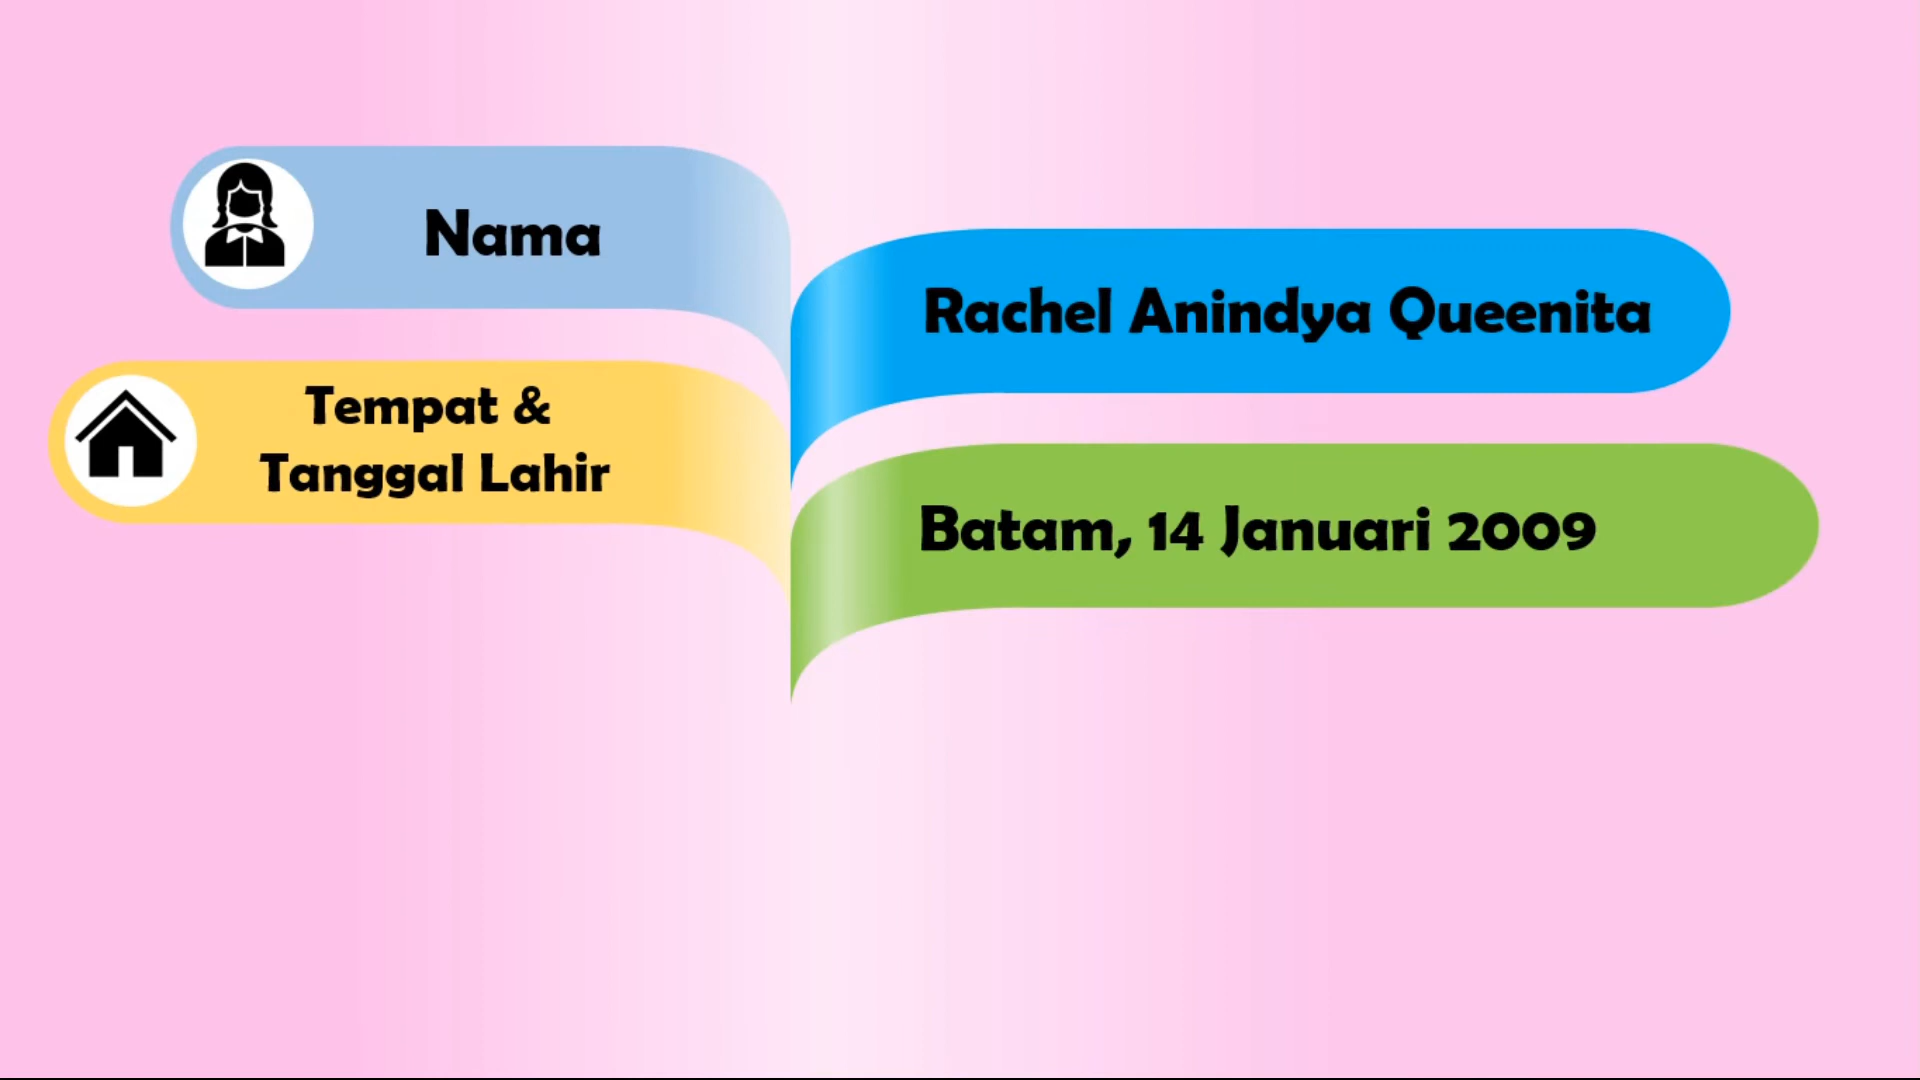 Nama
Rachel Anindya Queenita
Tempat &
Tanggal Lahir
Batam, 14 Januari 2009